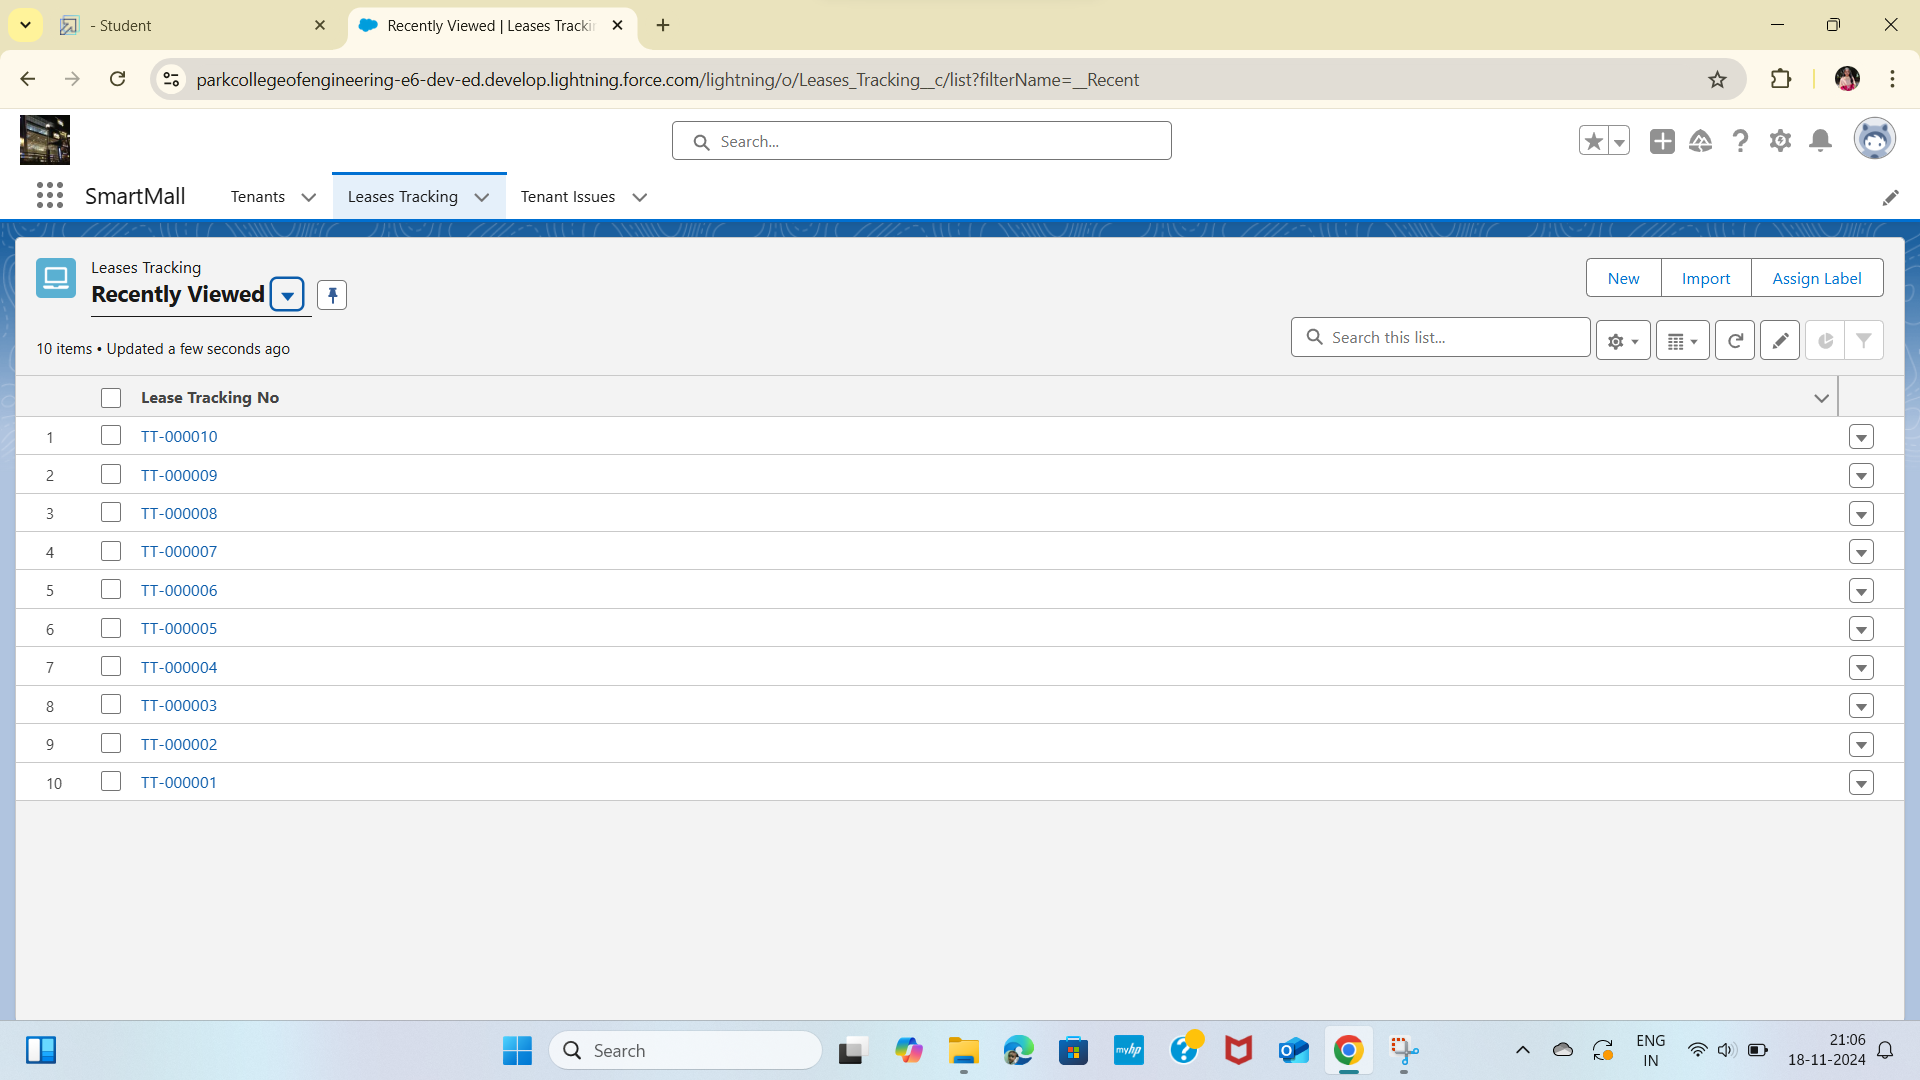 - Student
Recently Viewed | Leases Trackin
parkcollegeofengineering-e6-dev-ed.develop.lightning.force.com/lightning/o/Leases_Tracking__c/list?filterName=__Recent
Search...
SmartMall
Tenants
Leases Tracking
Tenant Issues
Leases Tracking
Recently Viewed
New
Import
Assign Label
10 items • Updated a few seconds ago
Search this list...
Lease Tracking No
1 TT-000010
2 TT-000009
3 TT-000008
4 TT-000007
5 TT-000006
6 TT-000005
7 TT-000004
8 TT-000003
9 TT-000002
10 TT-000001
Search
myhp
ENG
IN
21:06
18-11-2024